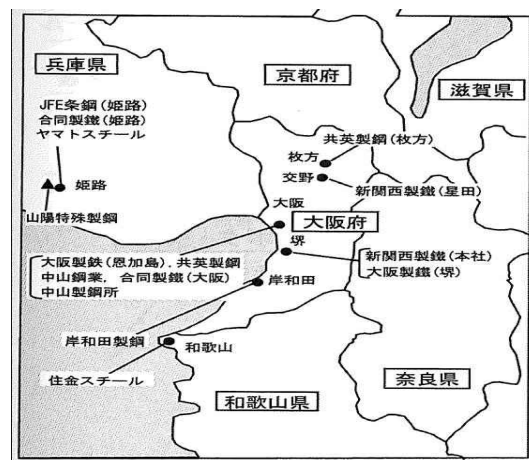 兵庫県
京都府
滋賀県
JFE条鋼(姫路)
合同製鐵(姫路)
ヤマトスチール
姫路
山陽特殊製鋼
共英製鋼(枚方)
枚方
交野
新関西製鐵(星田)
大阪
大阪府
堺
新関西製鐵(本社)
大阪製鐵(堺)
大阪製鉄(恩加島), 共英製鋼
中山鋼業, 合同製鐵(大阪)
中山製鋼所
岸和田
岸和田製鋼
和歌山
住金スチール
和歌山県
奈良県